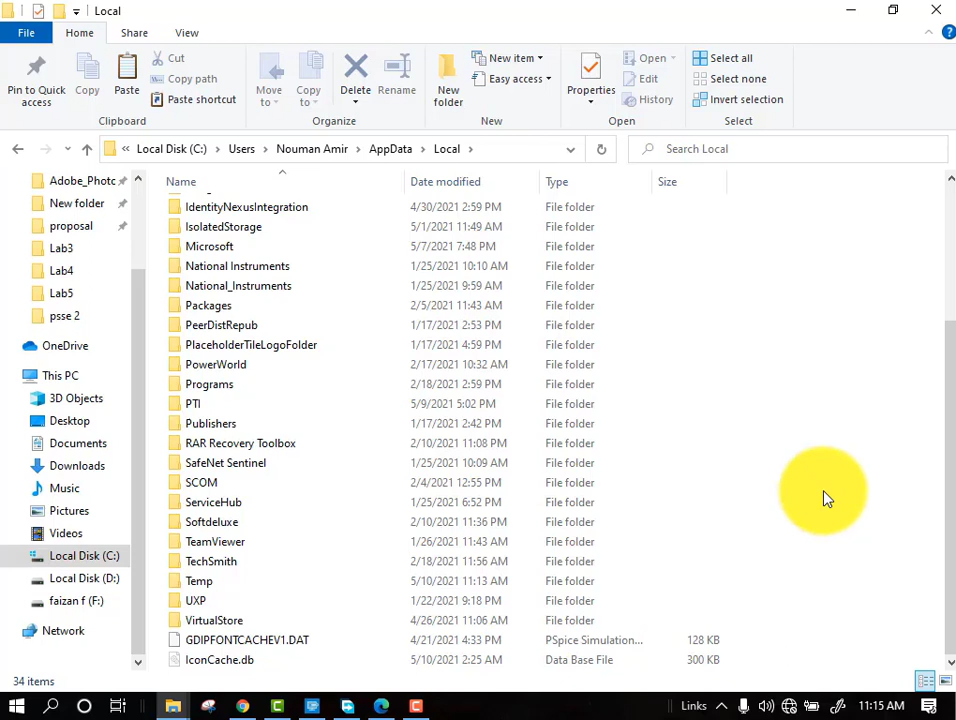 Local
File Home Share View
Pin to Quick access
Copy
Paste
Cut
Copy path
Paste shortcut
Clipboard
Move to
Copy to
Delete
Rename
Organize
New folder
New item
Easy access
New
Properties
Open
Edit
History
Open
Select all
Select none
Invert selection
Select
« Local Disk (C:) Users Nouman Amir AppData Local
Search Local
Adobe_Photc
New folder
proposal
Lab3
Lab4
Lab5
psse 2
OneDrive
This PC
3D Objects
Desktop
Documents
Downloads
Music
Pictures
Videos
Local Disk (C:)
Local Disk (D:)
faizan f (F:)
Network
Name Date modified Type Size
IdentityNexusIntegration 4/30/2021 2:59 PM File folder
IsolatedStorage 5/1/2021 11:49 AM File folder
Microsoft 5/7/2021 7:48 PM File folder
National Instruments 1/25/2021 10:10 AM File folder
National_Instruments 1/25/2021 9:59 AM File folder
Packages 2/5/2021 11:43 AM File folder
PeerDistRepub 1/17/2021 2:53 PM File folder
PlaceholderTileLogoFolder 1/17/2021 4:59 PM File folder
PowerWorld 2/17/2021 10:32 AM File folder
Programs 2/18/2021 2:59 PM File folder
PTI 5/9/2021 5:02 PM File folder
Publishers 1/17/2021 2:42 PM File folder
RAR Recovery Toolbox 2/10/2021 11:08 PM File folder
SafeNet Sentinel 1/25/2021 10:09 AM File folder
SCOM 2/4/2021 12:55 PM File folder
ServiceHub 1/25/2021 6:52 PM File folder
Softdeluxe 2/10/2021 11:36 PM File folder
TeamViewer 1/26/2021 11:43 AM File folder
TechSmith 2/18/2021 11:56 AM File folder
Temp 5/10/2021 11:13 AM File folder
UXP 1/22/2021 9:18 PM File folder
VirtualStore 4/26/2021 11:06 AM File folder
GDIPFONTCACHEV1.DAT 4/21/2021 4:33 PM PSpice Simulation... 128 KB
IconCache.db 5/10/2021 2:25 AM Data Base File 300 KB
34 items
Links 11:15 AM